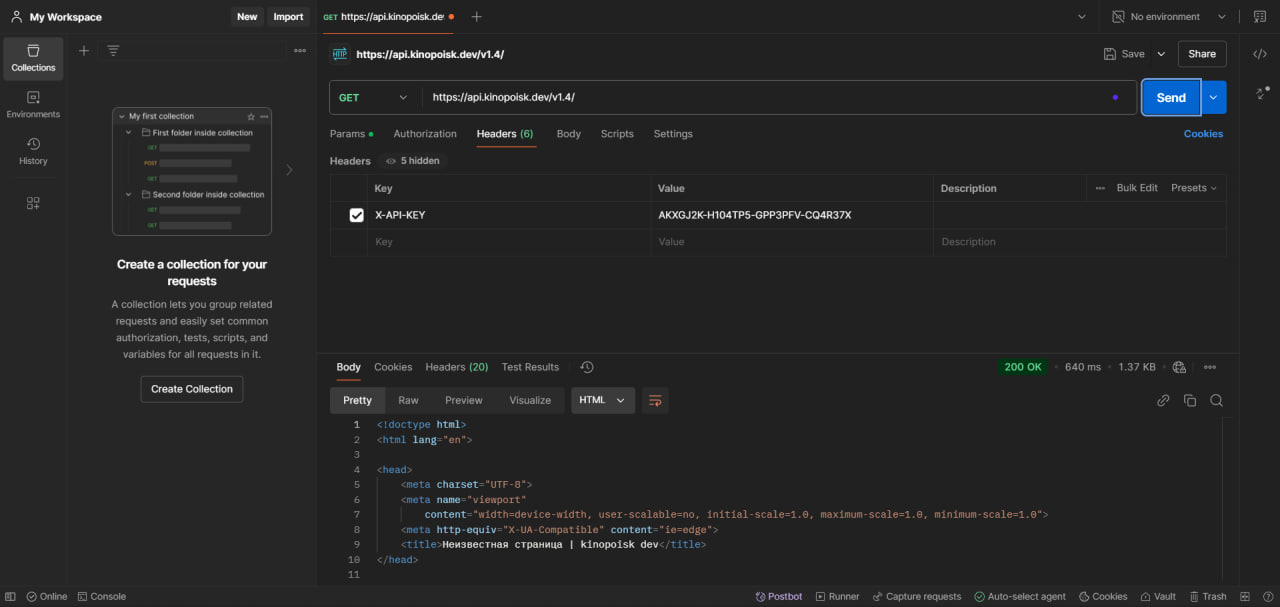 My Workspace New Import GET https://api.kinopoisk.de No environment
Collections
Environments
History
My first collection
First folder inside collection
GET
POST
GET
Second folder inside collection
GET
GET
Create a collection for your
requests
A collection lets you group related
requests and easily set common
authorization, tests, scripts, and
variables for all requests in it.
Create Collection
HTTP https://api.kinopoisk.dev/v1.4/ Save Share
GET https://api.kinopoisk.dev/v1.4/ Send
Params Authorization Headers (6) Body Scripts Settings Cookies
Headers 5 hidden
Key Value Description Bulk Edit Presets
X-API-KEY AKXGJ2K-H104TP5-GPP3PFV-CQ4R37X
Key Value Description
Body Cookies Headers (20) Test Results 200 OK 640 ms 1.37 KB
Pretty Raw Preview Visualize HTML
1 <!doctype html>
2 <html lang="en">
3
4 <head>
5 <meta charset="UTF-8">
6 <meta name="viewport"
7 content="width=device-width, user-scalable=no, initial-scale=1.0, maximum-scale=1.0, minimum-scale=1.0">
8 <meta http-equiv="X-UA-Compatible" content="ie=edge">
9 <title>Неизвестная страница | kinopoisk dev</title>
10 </head>
11
Online Console Postbot Runner Capture requests Auto-select agent Cookies Vault Trash